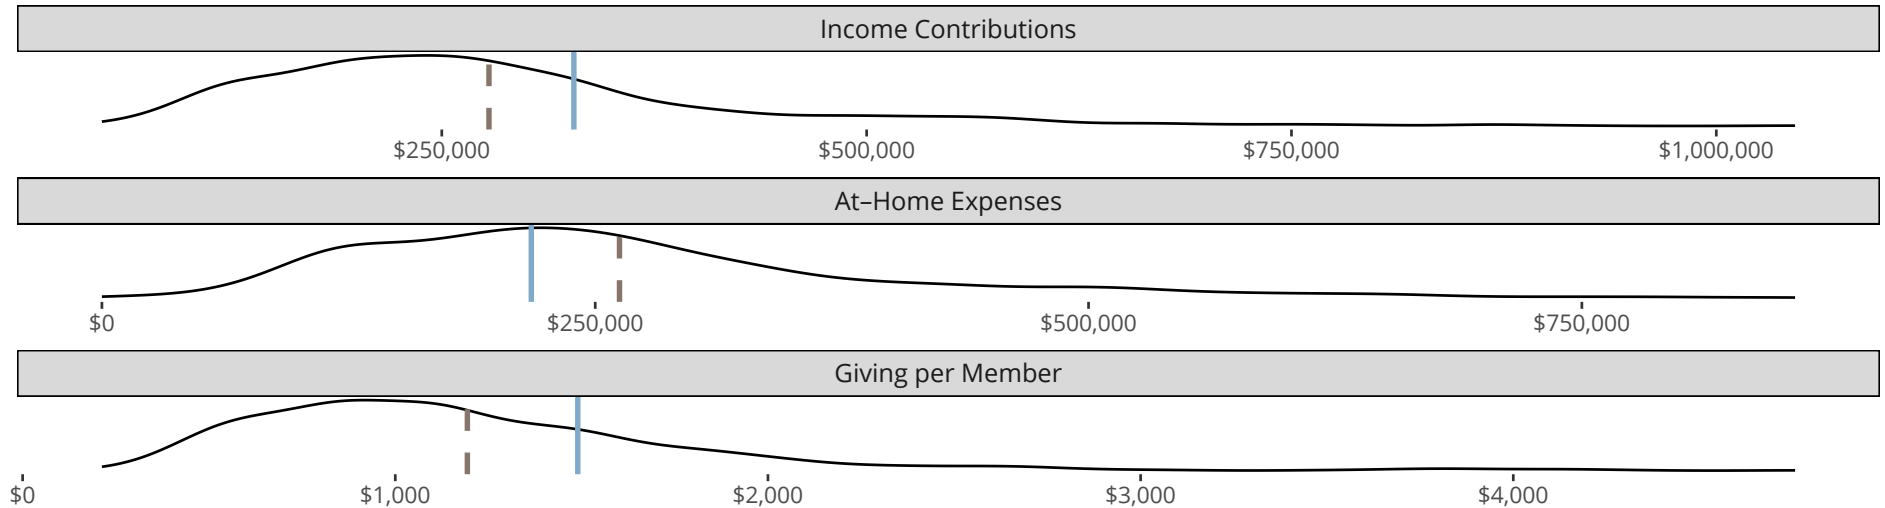 Income Contributions
$250,000 $500,000 $750,000 $1,000,000
At–Home Expenses
$0 $250,000 $500,000 $750,000
Giving per Member
$0 $1,000 $2,000 $3,000 $4,000